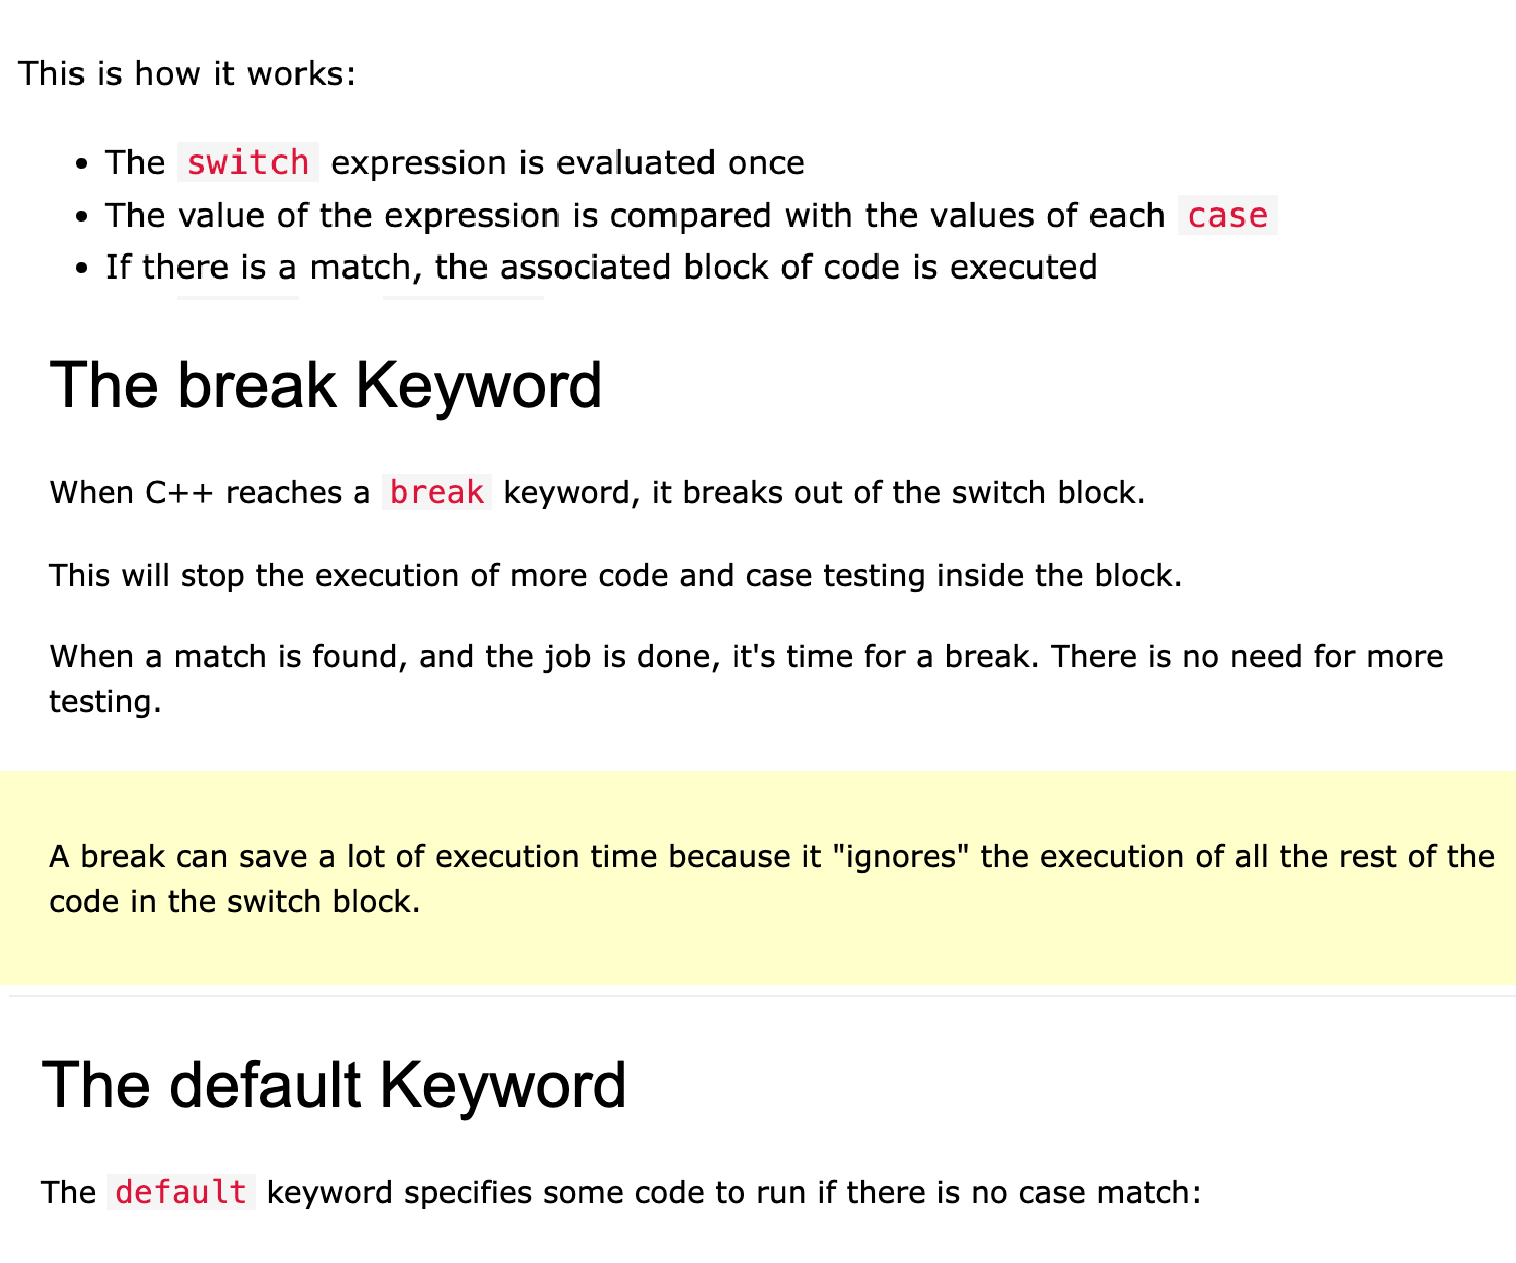 This is how it works:
• The switch expression is evaluated once
• The value of the expression is compared with the values of each case
• If there is a match, the associated block of code is executed
The break Keyword
When C++ reaches a break keyword, it breaks out of the switch block.
This will stop the execution of more code and case testing inside the block.
When a match is found, and the job is done, it's time for a break. There is no need for more
testing.
A break can save a lot of execution time because it "ignores" the execution of all the rest of the
code in the switch block.
The default Keyword
The default keyword specifies some code to run if there is no case match: